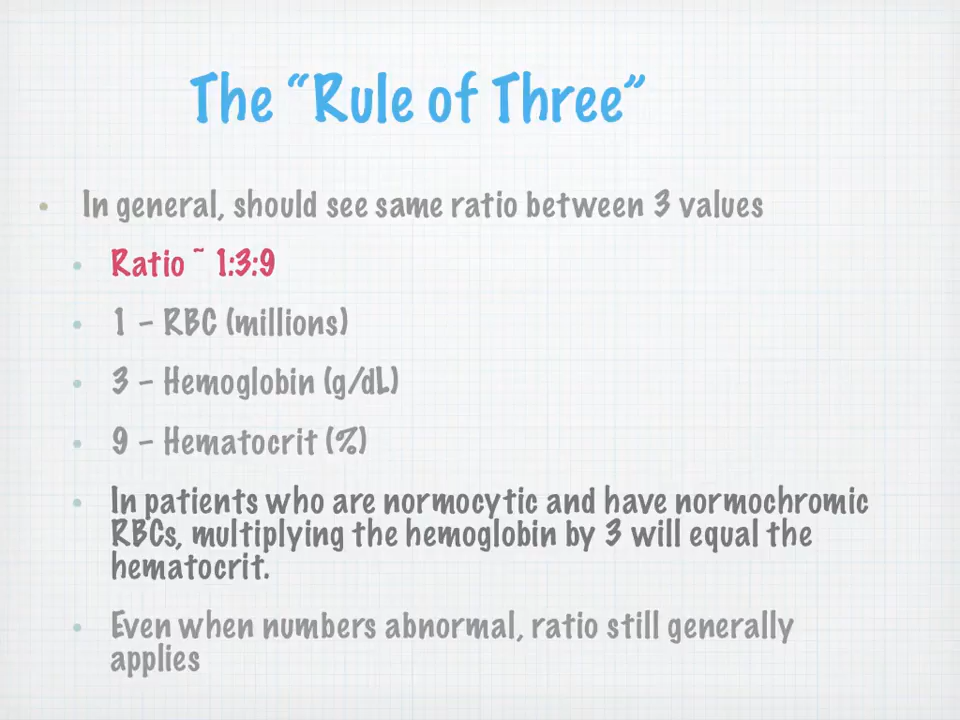 The “Rule of Three”
• In general, should see same ratio between 3 values
• Ratio ~ 1:3:9
• 1 – RBC (millions)
• 3 – Hemoglobin (g/dL)
• 9 – Hematocrit (%)
• In patients who are normocytic and have normochromic
RBCs, multiplying the hemoglobin by 3 will equal the
hematocrit.
• Even when numbers abnormal, ratio still generally
applies